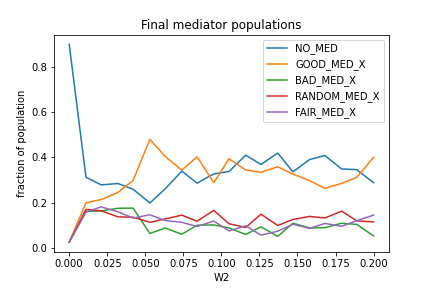 Final mediator populations
NO_MED
GOOD_MED_X
BAD_MED_X
RANDOM_MED_X
FAIR_MED_X
fraction of population
0.8
0.6
0.4
0.2
0.0
0.000 0.025 0.050 0.075 0.100 0.125 0.150 0.175 0.200
W2